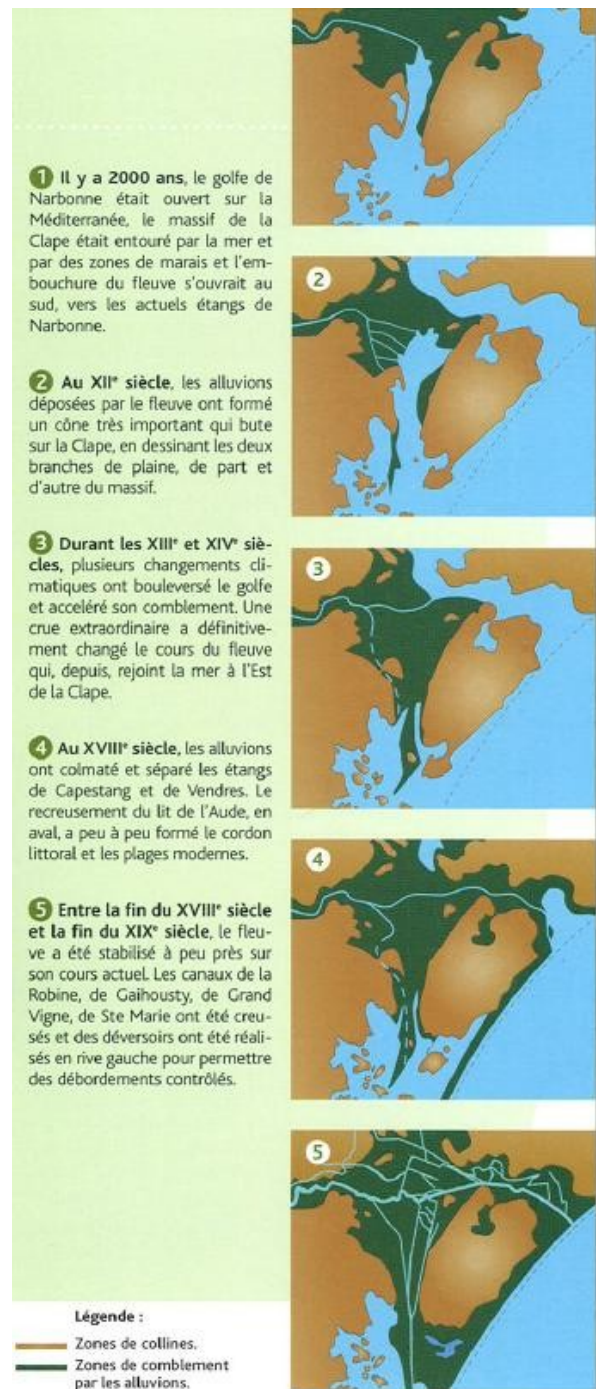 1 Il y a 2000 ans, le golfe de
Narbonne était ouvert sur la
Méditerranée, le massif de la
Clape était entouré par la mer et
par des zones de marais et l'em-
bouchure du fleuve s'ouvrait au
sud, vers les actuels étangs de
Narbonne.
2 Au XIIe siècle, les alluvions
déposées par le fleuve ont formé
un cône très important qui bute
sur la Clape, en dessinant les deux
branches de plaine, de part et
d'autre du massif.
3 Durant les XIIIe et XIVe siè-
cles, plusieurs changements cli-
matiques ont bouleversé le golfe
et acceléré son comblement. Une
crue extraordinaire a définitive-
ment changé le cours du fleuve
qui, depuis, rejoint la mer à l'Est
de la Clape.
4 Au XVIIIe siècle, les alluvions
ont colmaté et séparé les étangs
de Capestang et de Vendres. Le
recreusement du lit de l'Aude, en
aval, a peu à peu formé le cordon
littoral et les plages modernes.
5 Entre la fin du XVIIIe siècle
et la fin du XIXe siècle, le fleu-
ve a été stabilisé à peu près sur
son cours actuel. Les canaux de la
Robine, de Gailhousty, de Grand
Vigne, de Ste Marie ont été creu-
sés et des déversoirs ont été réali-
sés en rive gauche pour permettre
des débordements contrôlés.
Légende :
Zones de collines.
Zones de comblement
par les alluvions.
2
3
4
5